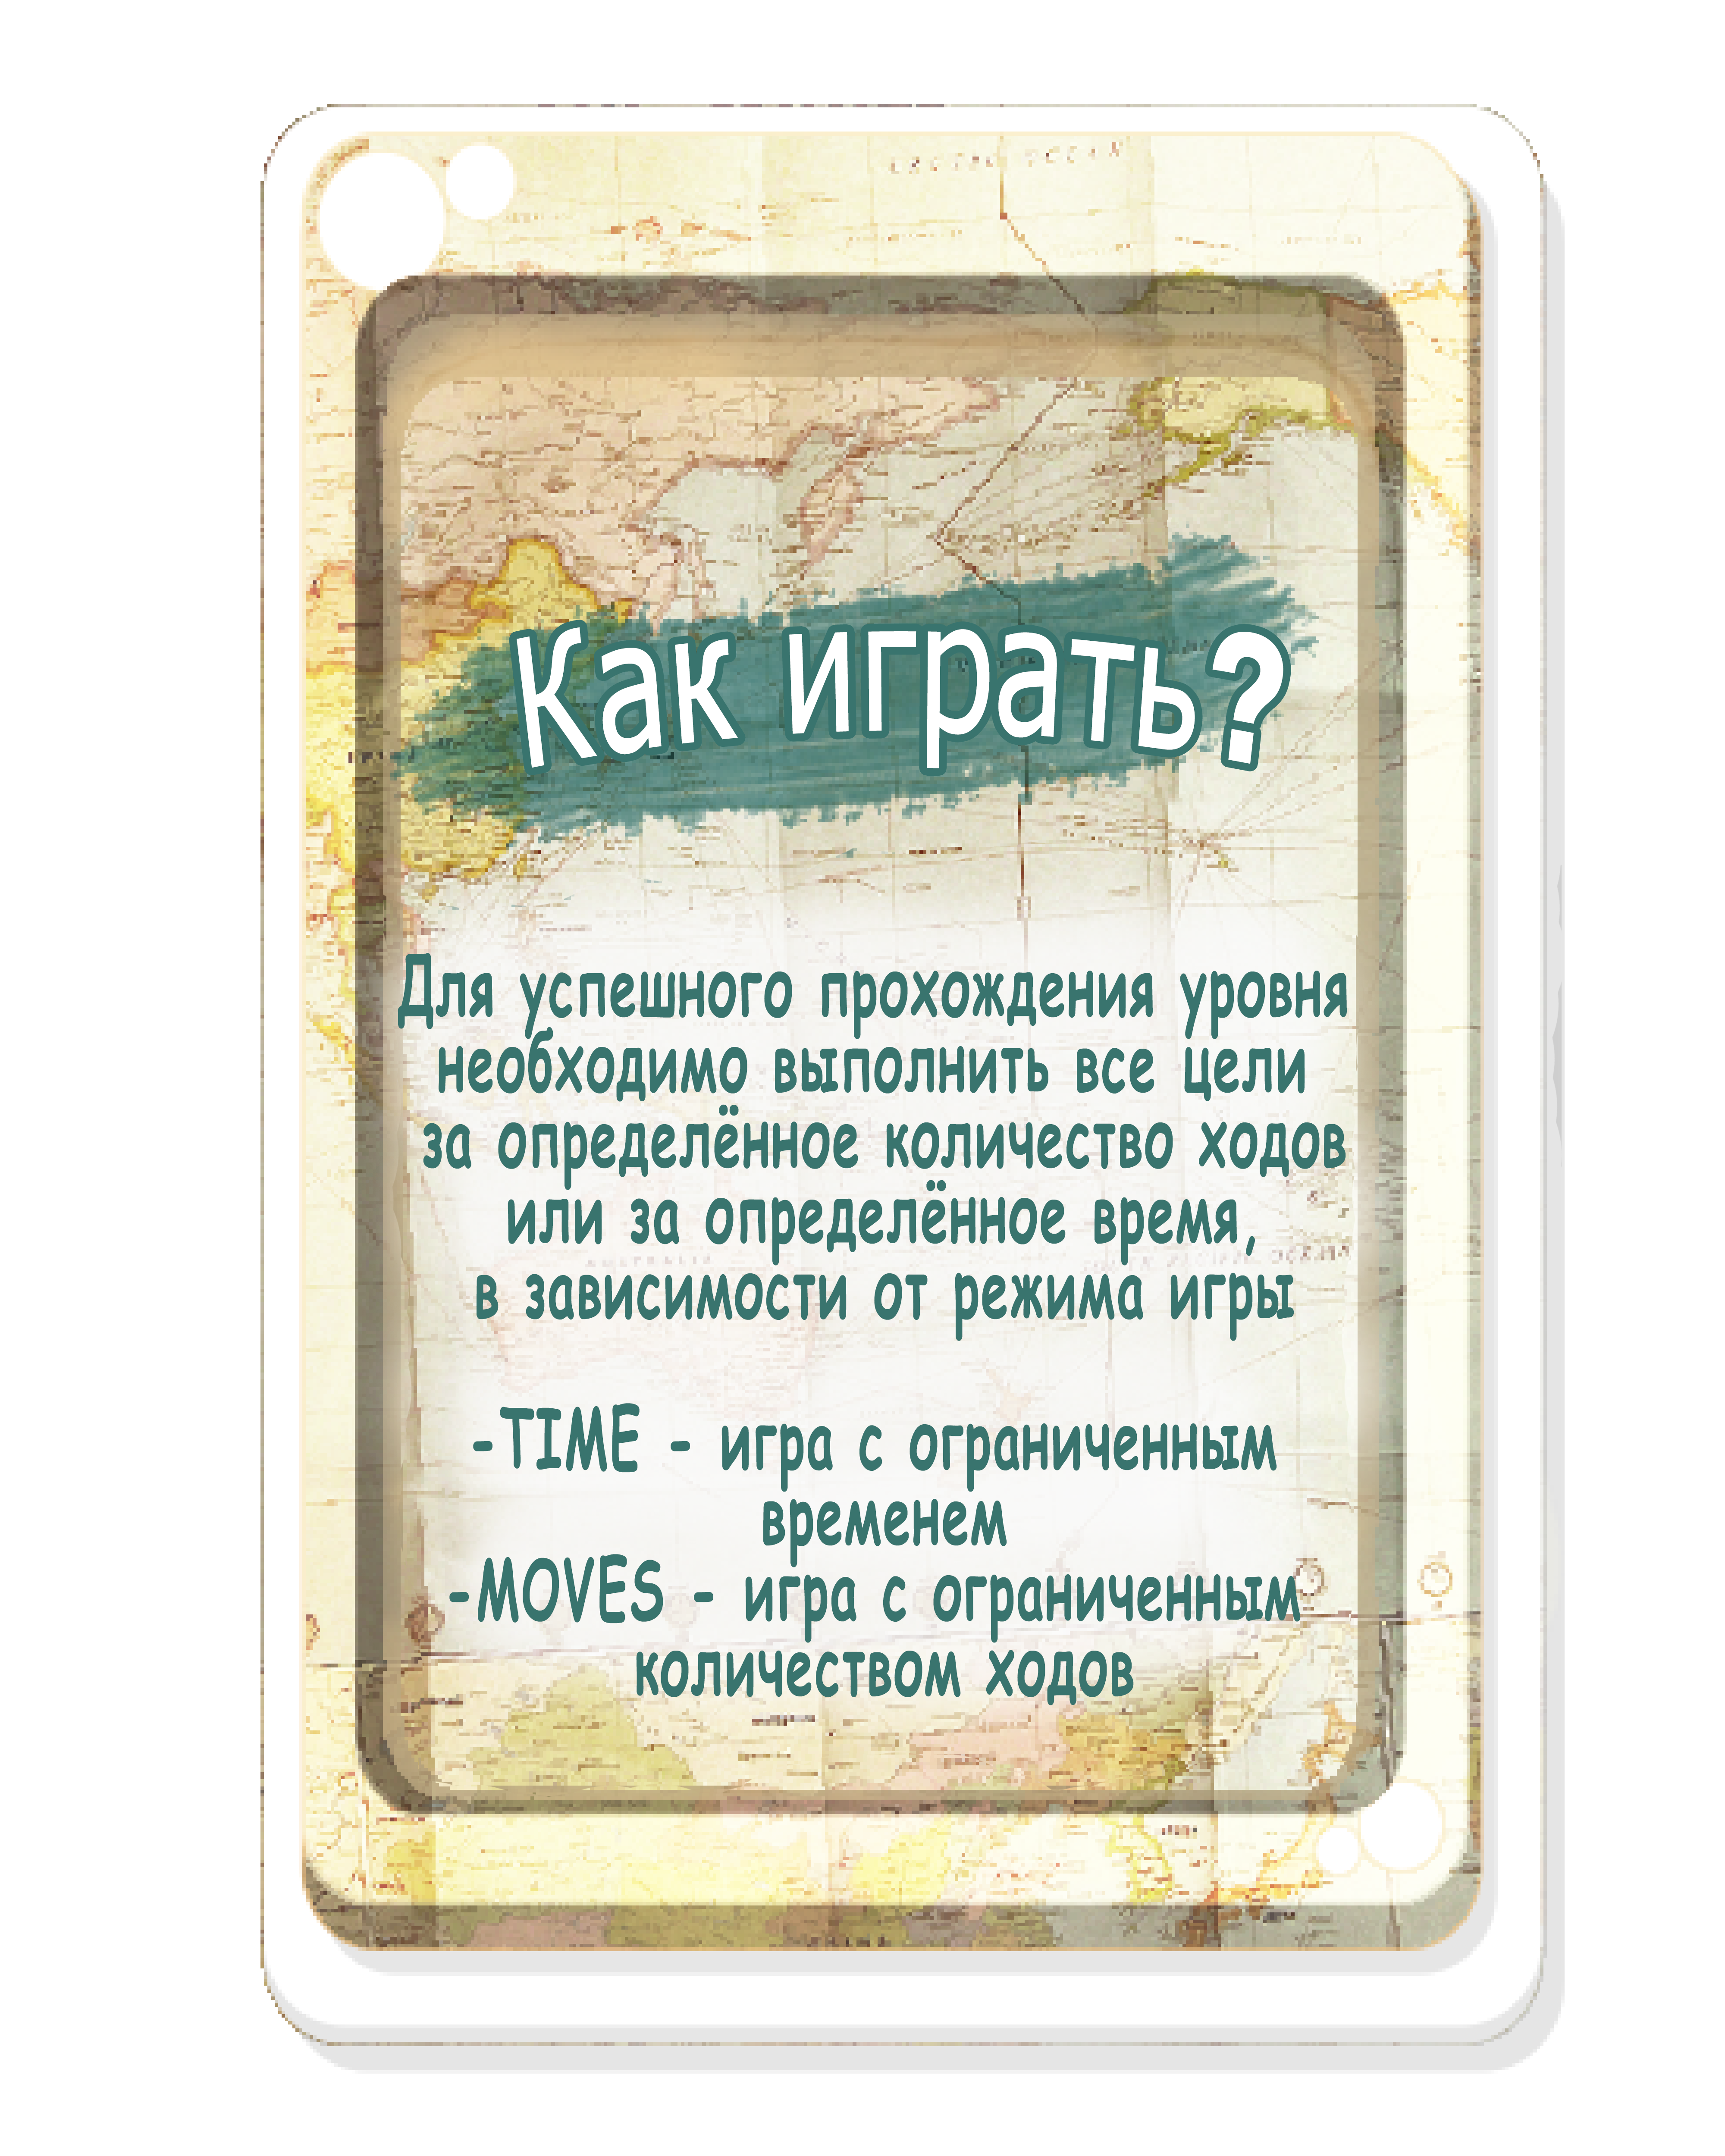 Как играть?
Для успешного прохождения уровня
необходимо выполнить все цели
за определённое количество ходов
или за определённое время,
в зависимости от режима игры
-TIME - игра с ограниченным
временем
-MOVES - игра с ограниченным
количеством ходов